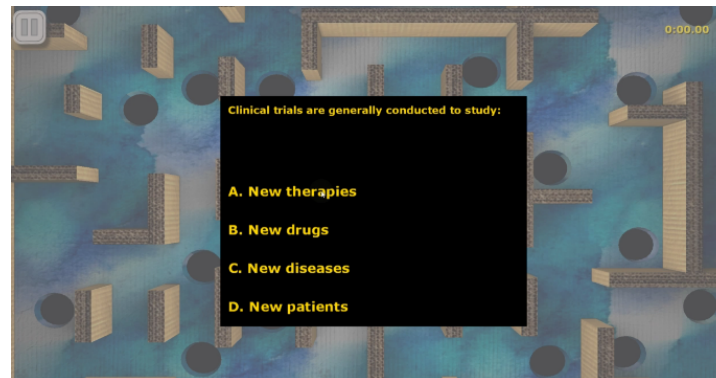 0:00.00
Clinical trials are generally conducted to study:
A. New therapies
B. New drugs
C. New diseases
D. New patients